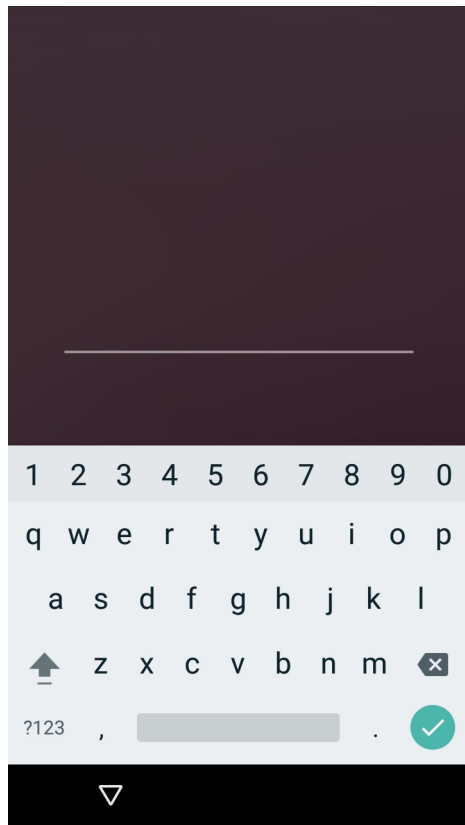 1 2 3 4 5 6 7 8 9 0
q w e r t y u i o p
a s d f g h j k l
z x c v b n m
?123 , .